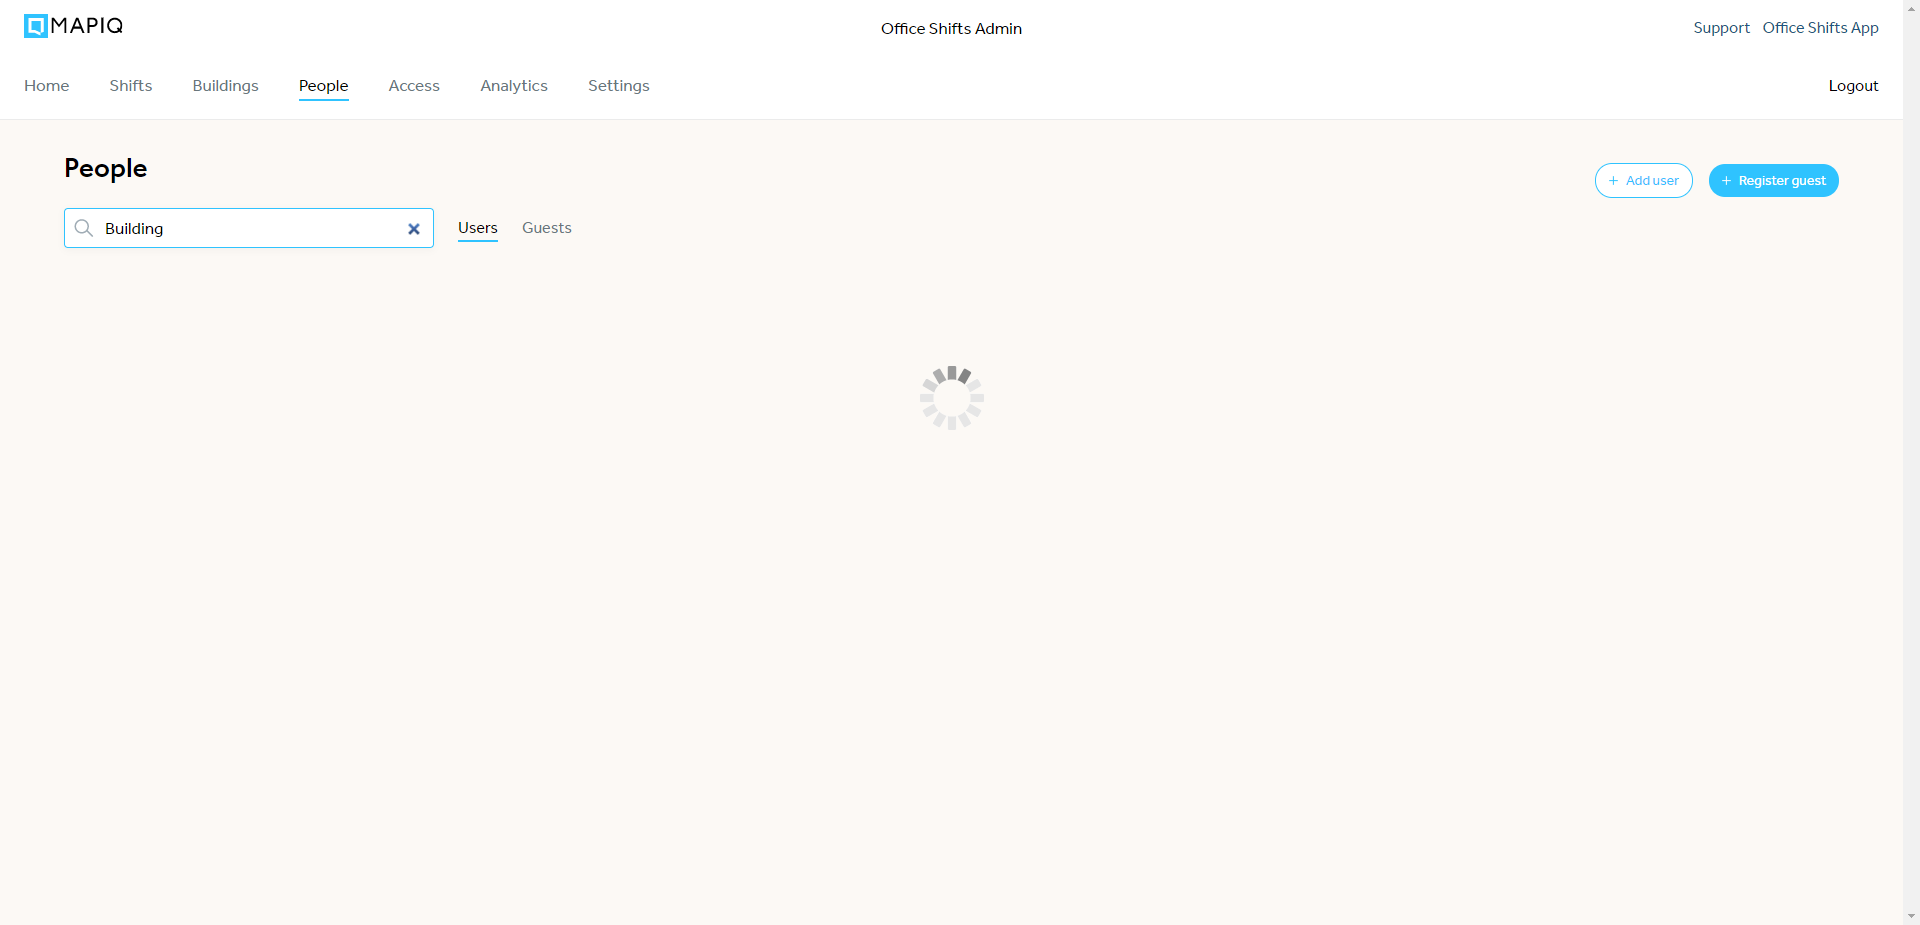 MAPIQ
Office Shifts Admin
Support Office Shifts App
Home Shifts Buildings People Access Analytics Settings Logout
People
+ Add user + Register guest
Building
Users Guests